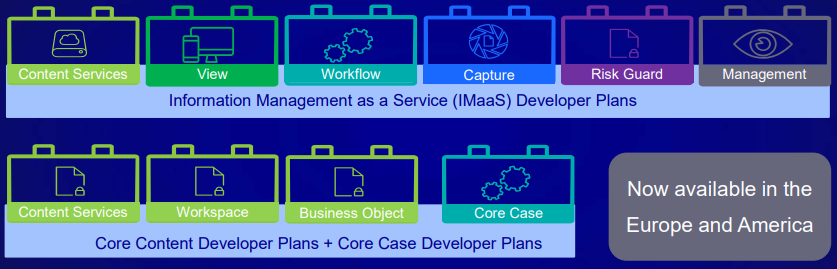 Content Services
View
Workflow
Capture
Risk Guard
Management
Information Management as a Service (IMaaS) Developer Plans
Content Services
Workspace
Business Object
Core Case
Core Content Developer Plans + Core Case Developer Plans
Now available in the
Europe and America